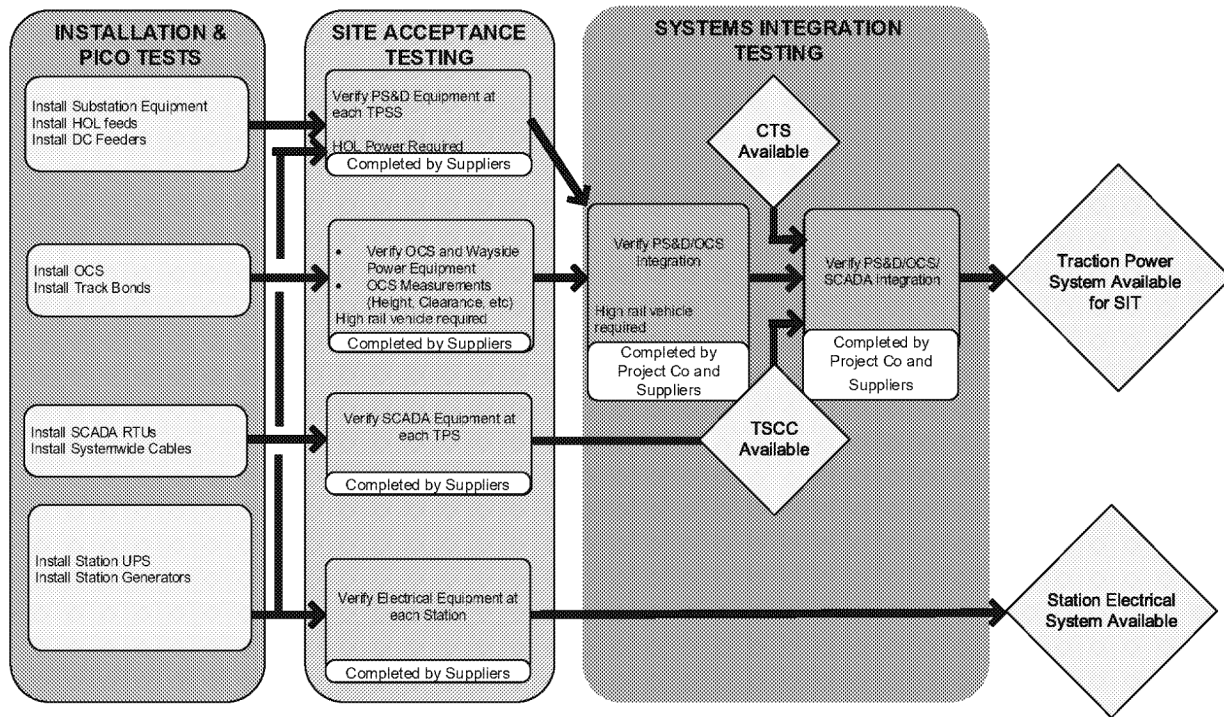 INSTALLATION &
PICO TESTS
Install Substation Equipment
Install HOL feeds
Install DC Feeders
Install OCS
Install Track Bonds
Install SCADA RTUs
Install Systemwide Cables
Install Station UPS
Install Station Generators
SITE ACCEPTANCE
TESTING
Verify PS&D Equipment at
each TPSS
HOL Power Required
Completed by Suppliers
• Verify OCS and Wayside
Power Equipment
• OCS Measurements
(Height, Clearance, etc)
High rail vehicle required
Completed by Suppliers
Verify SCADA Equipment at
each TPS
Completed by Suppliers
Verify Electrical Equipment at
each Station
Completed by Suppliers
SYSTEMS INTEGRATION
TESTING
CTS
Available
Verify PS&D/OCS
Integration
High rail vehicle
required
Completed by
Project Co and
Suppliers
Verify PS&D/OCS/
SCADA Integration
Completed by
Project Co and
Suppliers
TSCC
Available
Traction Power
System Available
for SIT
Station Electrical
System Available